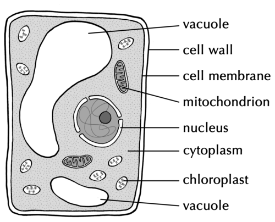 vacuole
cell wall
cell membrane
mitochondrion
nucleus
cytoplasm
chloroplast
vacuole